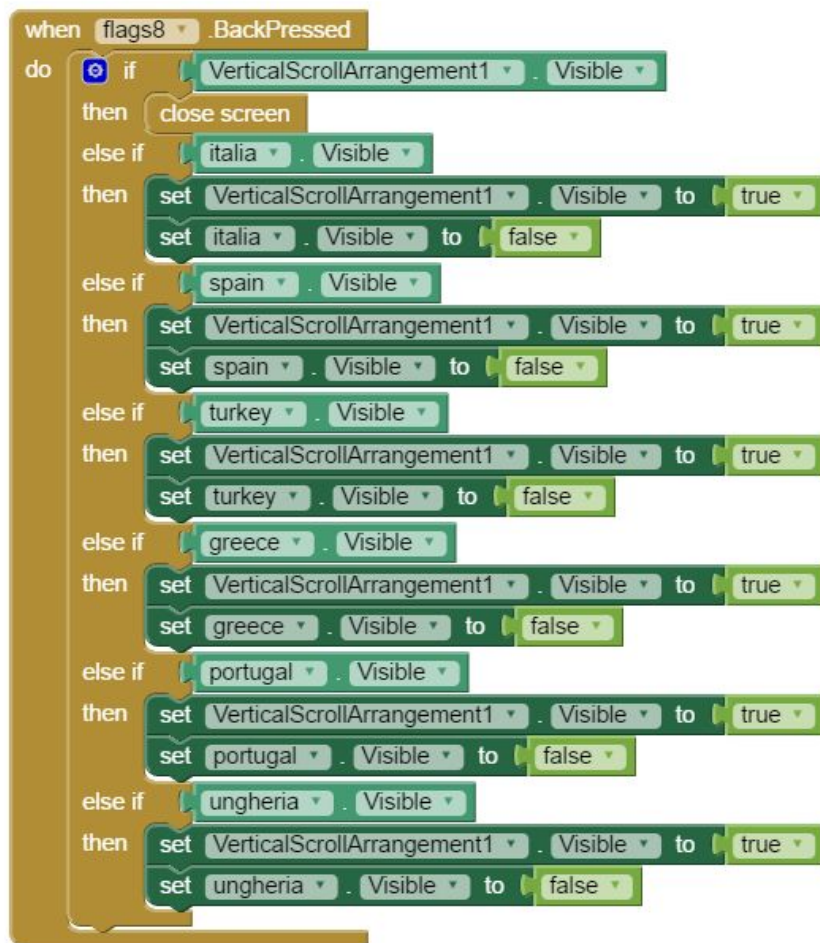 when flags8 .BackPressed
do if VerticalScrollArrangement1 . Visible
then close screen
else if italia . Visible
then set VerticalScrollArrangement1 . Visible to true
set italia . Visible to false
else if spain . Visible
then set VerticalScrollArrangement1 . Visible to true
set spain . Visible to false
else if turkey . Visible
then set VerticalScrollArrangement1 . Visible to true
set turkey . Visible to false
else if greece . Visible
then set VerticalScrollArrangement1 . Visible to true
set greece . Visible to false
else if portugal . Visible
then set VerticalScrollArrangement1 . Visible to true
set portugal . Visible to false
else if ungheria . Visible
then set VerticalScrollArrangement1 . Visible to true
set ungheria . Visible to false